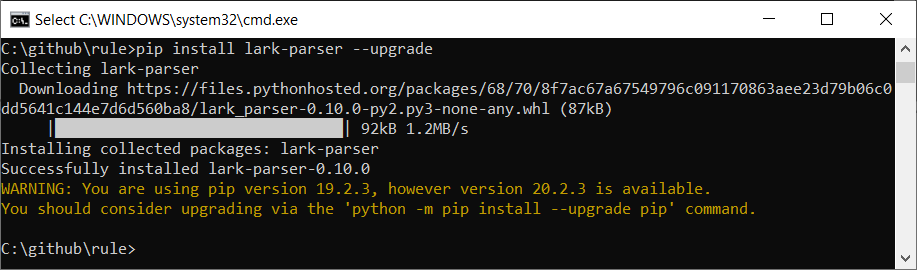 Select C:\WINDOWS\system32\cmd.exe
C:\github\rule>pip install lark-parser --upgrade
Collecting lark-parser
  Downloading https://files.pythonhosted.org/packages/68/70/8f7ac67a67549796c091170863aee23d79b06c0
dd5641c144e7d6d560ba8/lark_parser-0.10.0-py2.py3-none-any.whl (87kB)
     |████████████████████████████████| 92kB 1.2MB/s
Installing collected packages: lark-parser
Successfully installed lark-parser-0.10.0
WARNING: You are using pip version 19.2.3, however version 20.2.3 is available.
You should consider upgrading via the 'python -m pip install --upgrade pip' command.
C:\github\rule>